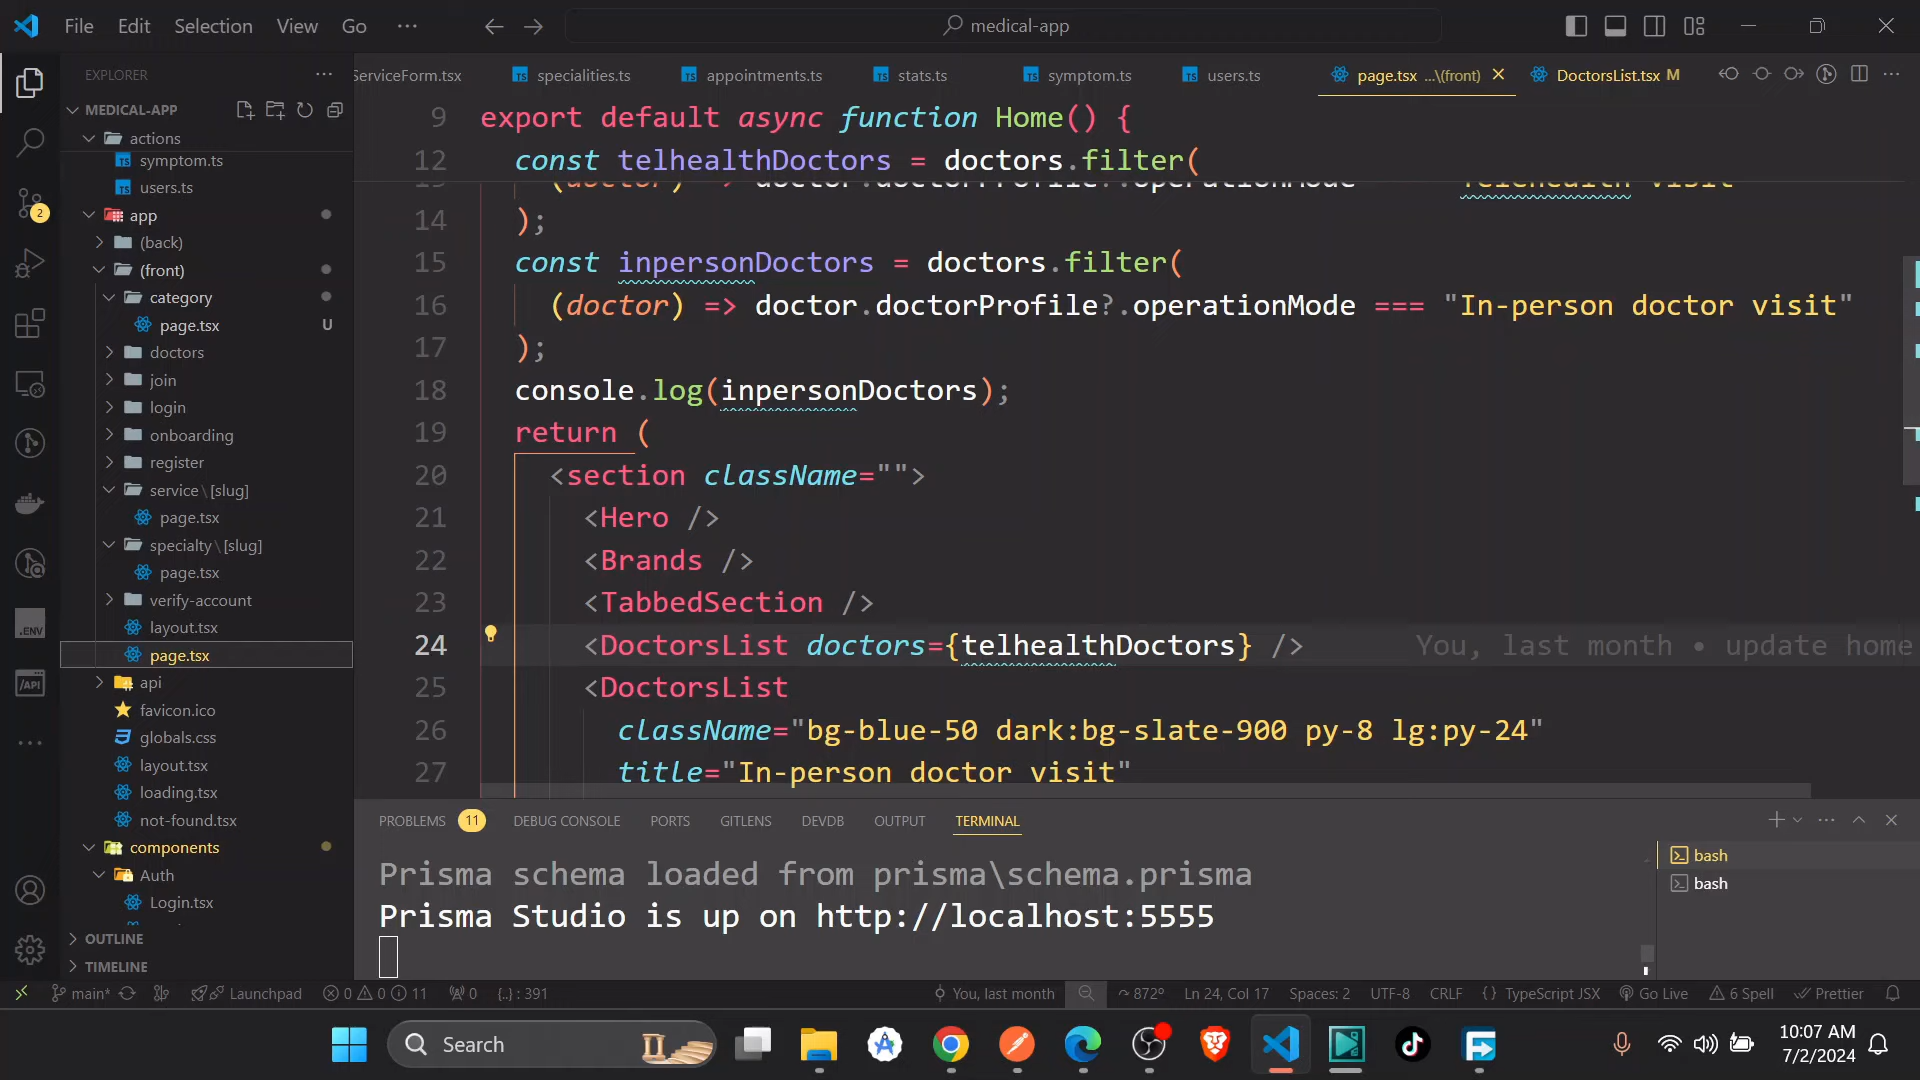 File Edit Selection View Go ··· medical-app
EXPLORER ···
ServiceForm.tsx specialities.ts appointments.ts stats.ts symptom.ts users.ts page.tsx ...\(front) DoctorsList.tsx M
MEDICAL-APP
actions
symptom.ts
users.ts
app
(back)
(front)
category
page.tsx U
doctors
join
login
onboarding
register
service\[slug]
page.tsx
specialty\[slug]
page.tsx
verify-account
layout.tsx
page.tsx
api
favicon.ico
globals.css
layout.tsx
loading.tsx
not-found.tsx
components
Auth
Login.tsx
OUTLINE
TIMELINE
2
.ENV
/API
9 export default async function Home() {
12 const telhealthDoctors = doctors.filter(
(doctor) => doctor.doctorProfile?.operationMode "Telehealth visit"
14 );
15 const inpersonDoctors = doctors.filter(
16 (doctor) => doctor.doctorProfile?.operationMode === "In-person doctor visit"
17 );
18 console.log(inpersonDoctors);
19 return (
20 <section className="">
21 <Hero />
22 <Brands />
23 <TabbedSection />
24 <DoctorsList doctors={telhealthDoctors} /> You, last month • update home
25 <DoctorsList
26 className="bg-blue-50 dark:bg-slate-900 py-8 lg:py-24"
27 title="In-person doctor visit"
PROBLEMS 11 DEBUG CONSOLE PORTS GITLENS DEVDB OUTPUT TERMINAL
Prisma schema loaded from prisma\schema.prisma
Prisma Studio is up on http://localhost:5555
bash
bash
main* Launchpad 0 0 11 0 {..} : 391 You, last month 872° Ln 24, Col 17 Spaces: 2 UTF-8 CRLF {} TypeScript JSX Go Live 6 Spell Prettier
Search
10:07 AM
7/2/2024